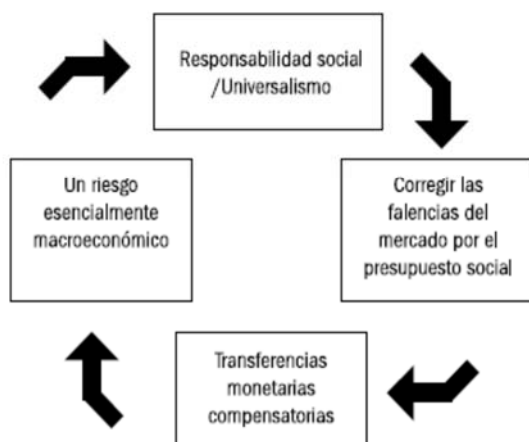 Responsabilidad social
/Universalismo
Un riesgo
esencialmente
macroeconómico
Corregir las
falencias del
mercado por el
presupuesto social
Transferencias
monetarias
compensatorias